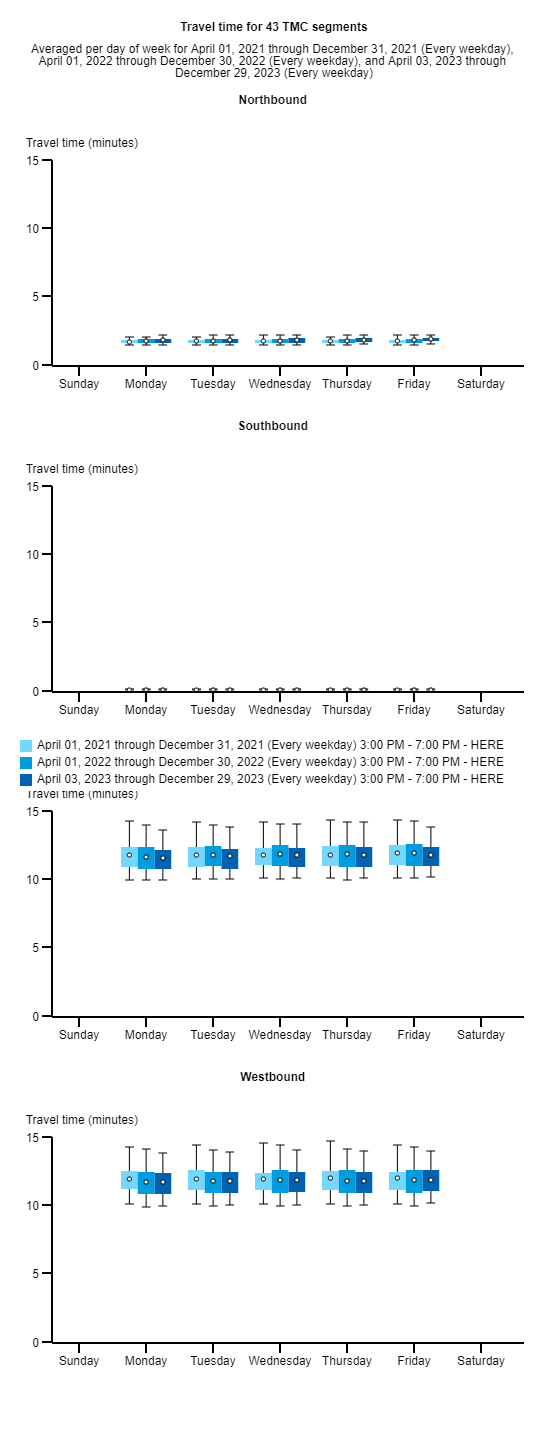 Travel time for 43 TMC segments
Averaged per day of week for April 01, 2021 through December 31, 2021 (Every weekday),
April 01, 2022 through December 30, 2022 (Every weekday), and April 03, 2023 through
December 29, 2023 (Every weekday)
Northbound
Travel time (minutes)
15
10
5
0
Sunday Monday Tuesday Wednesday Thursday Friday Saturday
Southbound
Travel time (minutes)
15
10
5
0
Sunday Monday Tuesday Wednesday Thursday Friday Saturday
April 01, 2021 through December 31, 2021 (Every weekday) 3:00 PM - 7:00 PM - HERE
April 01, 2022 through December 30, 2022 (Every weekday) 3:00 PM - 7:00 PM - HERE
April 03, 2023 through December 29, 2023 (Every weekday) 3:00 PM - 7:00 PM - HERE
Travel time (minutes)
15
10
5
0
Sunday Monday Tuesday Wednesday Thursday Friday Saturday
Westbound
Travel time (minutes)
15
10
5
0
Sunday Monday Tuesday Wednesday Thursday Friday Saturday